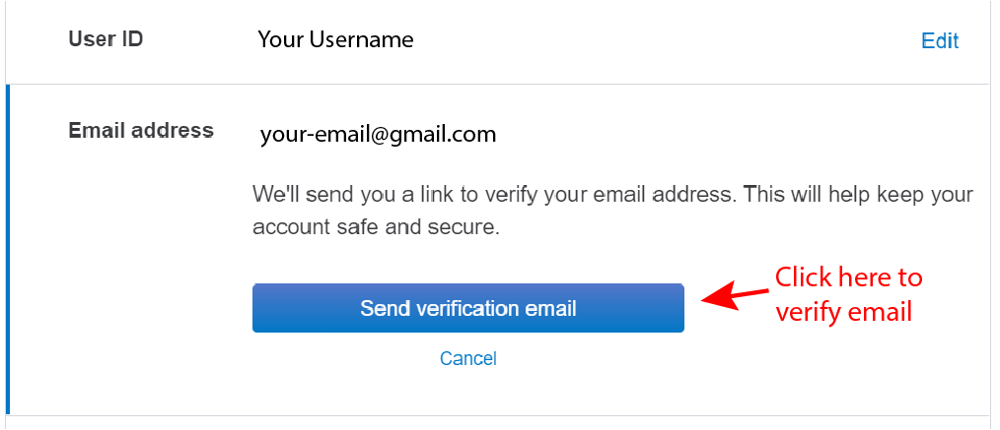 User ID Your Username Edit
Email address your-email@gmail.com
We'll send you a link to verify your email address. This will help keep your
account safe and secure.
Send verification email
Click here to
verify email
Cancel